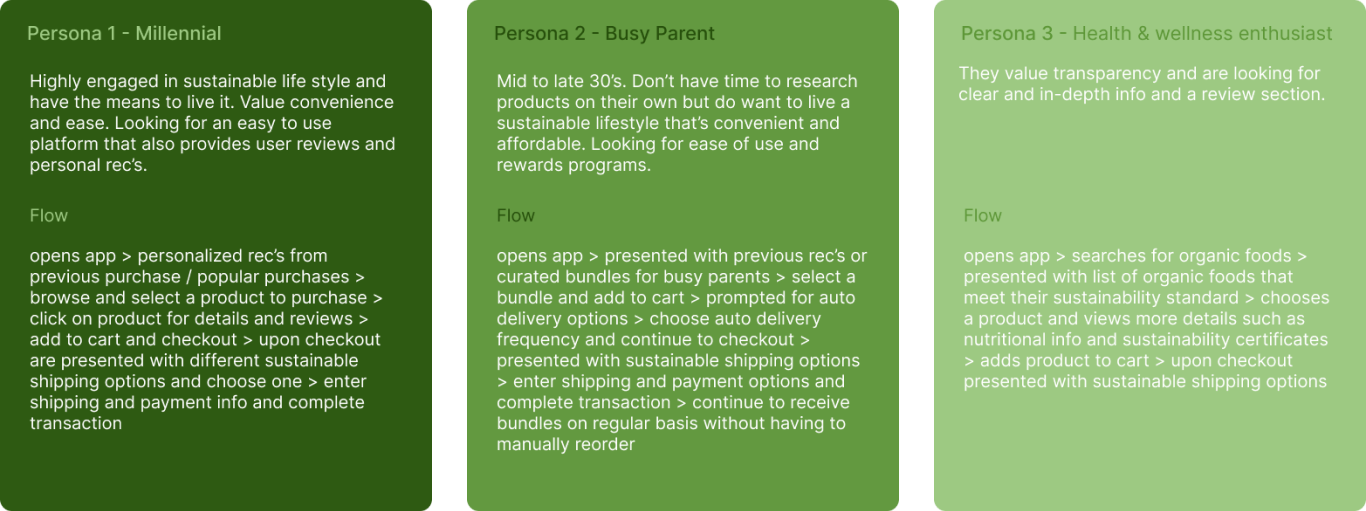 Persona 1 - Millennial
Highly engaged in sustainable life style and
have the means to live it. Value convenience
and ease. Looking for an easy to use
platform that also provides user reviews and
personal rec’s.
Flow
opens app > personalized rec’s from
previous purchase / popular purchases >
browse and select a product to purchase >
click on product for details and reviews >
add to cart and checkout > upon checkout
are presented with different sustainable
shipping options and choose one > enter
shipping and payment info and complete
transaction
Persona 2 - Busy Parent
Mid to late 30’s. Don’t have time to research
products on their own but do want to live a
sustainable lifestyle that’s convenient and
affordable. Looking for ease of use and
rewards programs.
Flow
opens app > presented with previous rec’s or
curated bundles for busy parents > select a
bundle and add to cart > prompted for auto
delivery options > choose auto delivery
frequency and continue to checkout >
presented with sustainable shipping options
> enter shipping and payment options and
complete transaction > continue to receive
bundles on regular basis without having to
manually reorder
Persona 3 - Health & wellness enthusiast
They value transparency and are looking for
clear and in-depth info and a review section.
Flow
opens app > searches for organic foods >
presented with list of organic foods that
meet their sustainability standard > chooses
a product and views more details such as
nutritional info and sustainability certificates
> adds product to cart > upon checkout
presented with sustainable shipping options